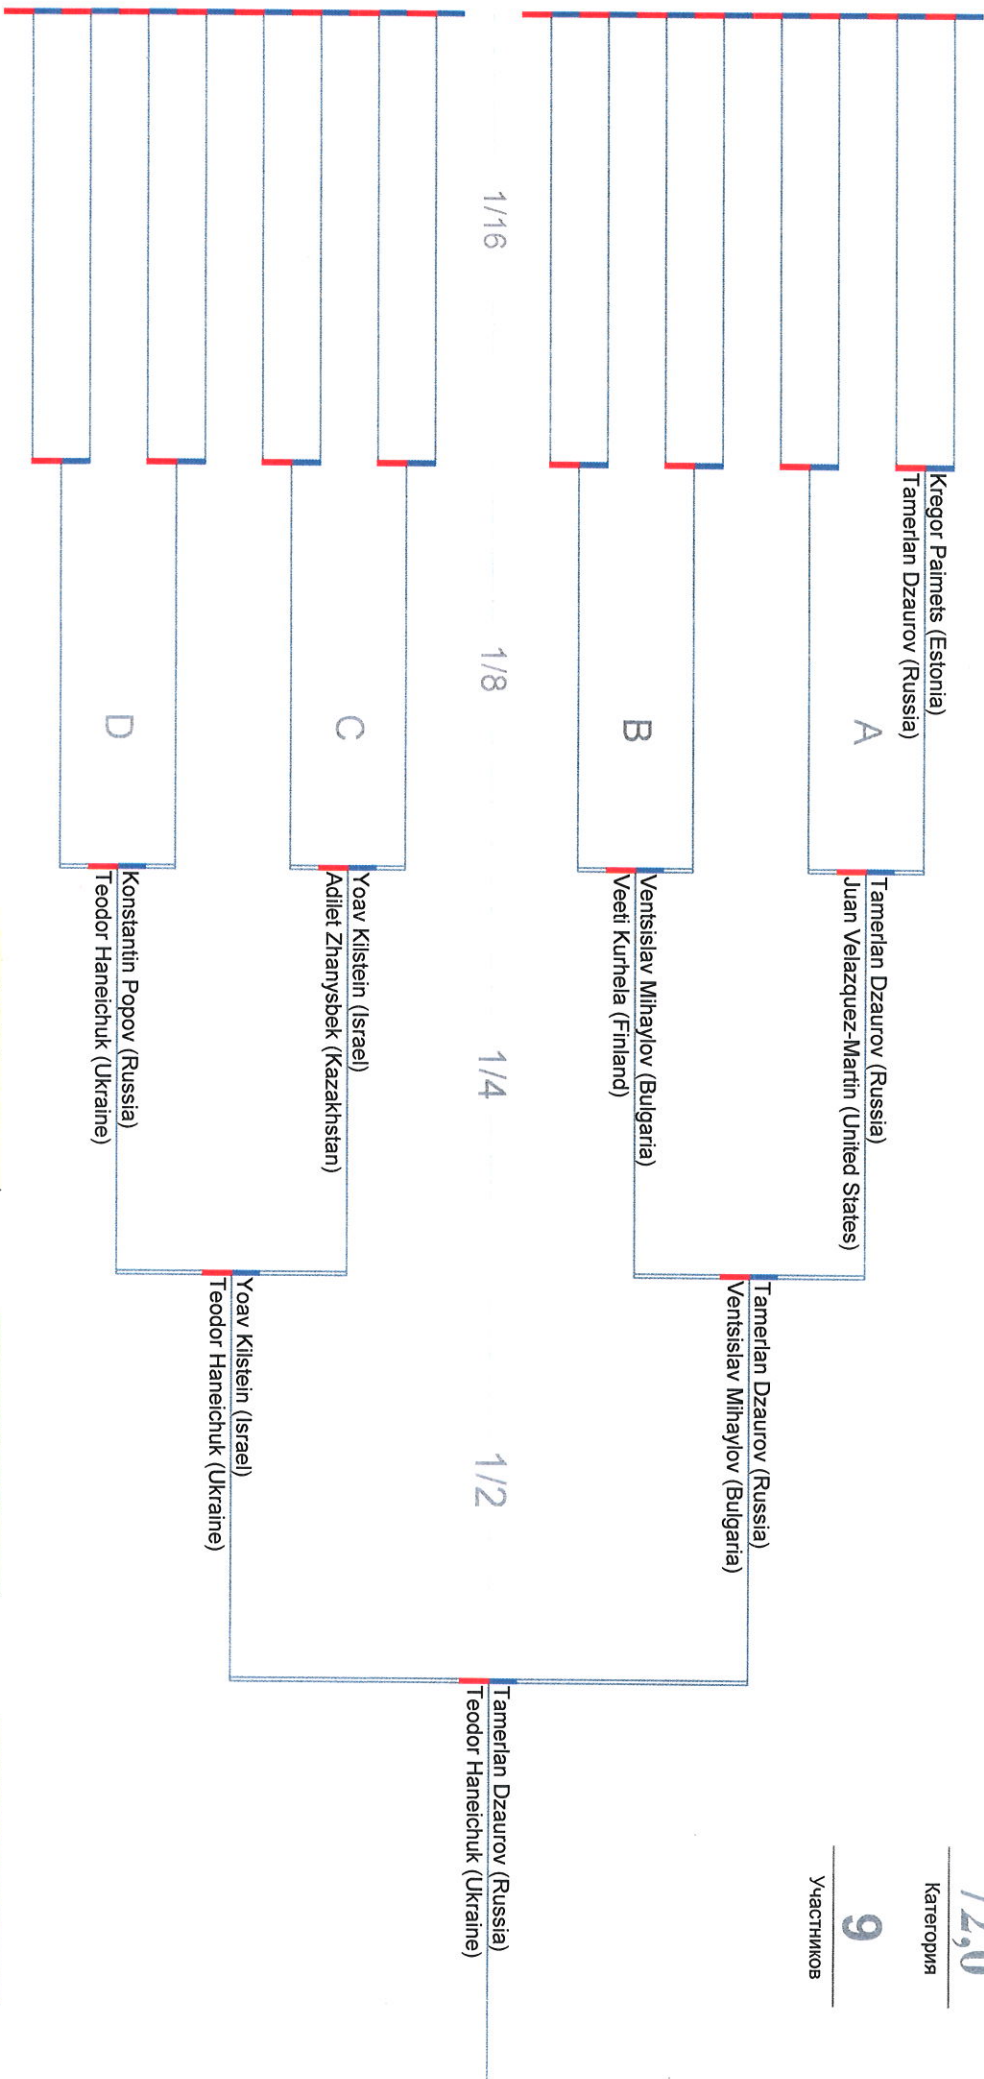 72,0
Категория
9
Участников
1/16
1/8
1/4
1/2
A
B
C
D
Kregor Paimets (Estonia)
Tamerlan Dzaurov (Russia)
Tamerlan Dzaurov (Russia)
Juan Velazquez-Martin (United States)
Ventsislav Mihaylov (Bulgaria)
Veeti Kurhela (Finland)
Yoav Kilstein (Israel)
Adilet Zhanysbek (Kazakhstan)
Konstantin Popov (Russia)
Teodor Haneichuk (Ukraine)
Tamerlan Dzaurov (Russia)
Ventsislav Mihaylov (Bulgaria)
Yoav Kilstein (Israel)
Teodor Haneichuk (Ukraine)
Tamerlan Dzaurov (Russia)
Teodor Haneichuk (Ukraine)